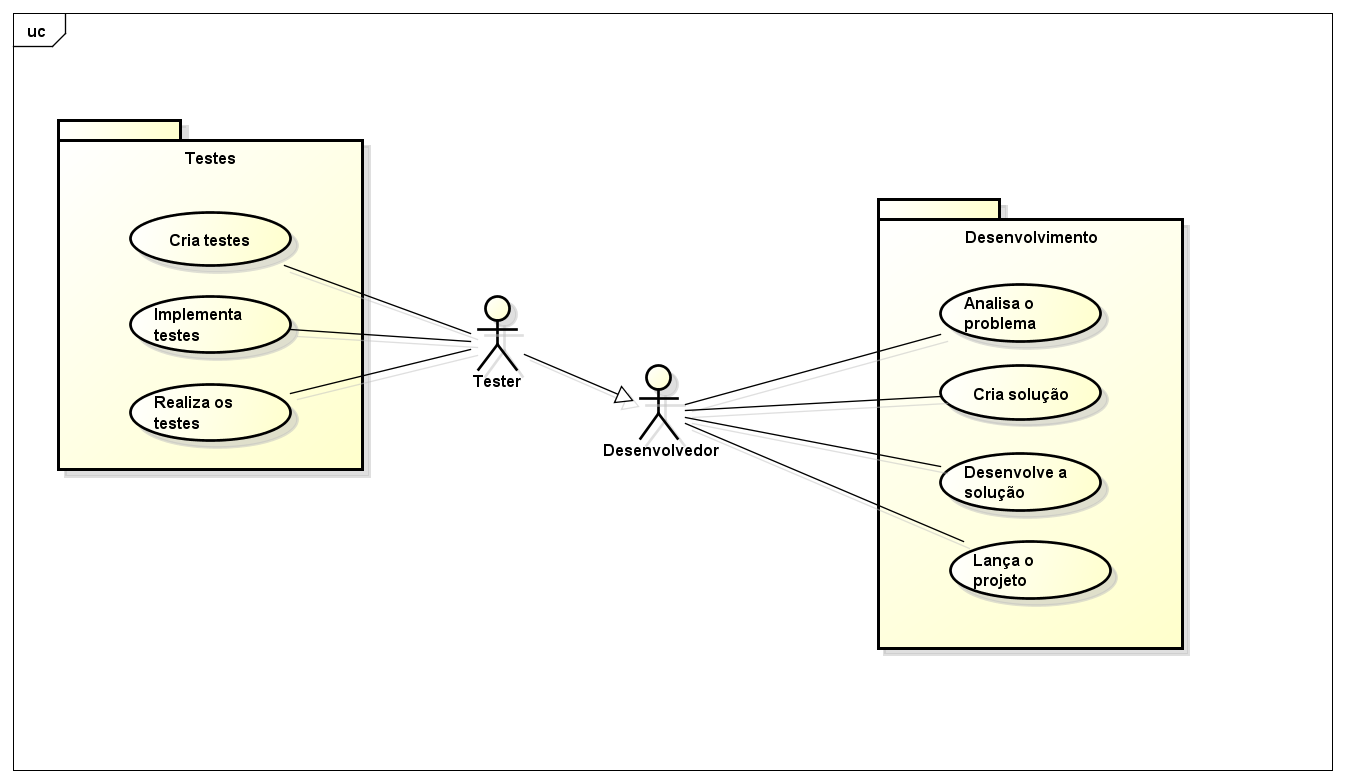 uc
Testes
Cria testes
Implementa
testes
Realiza os
testes
Tester
Desenvolvedor
Desenvolvimento
Analisa o
problema
Cria solução
Desenvolve a
solução
Lança o
projeto